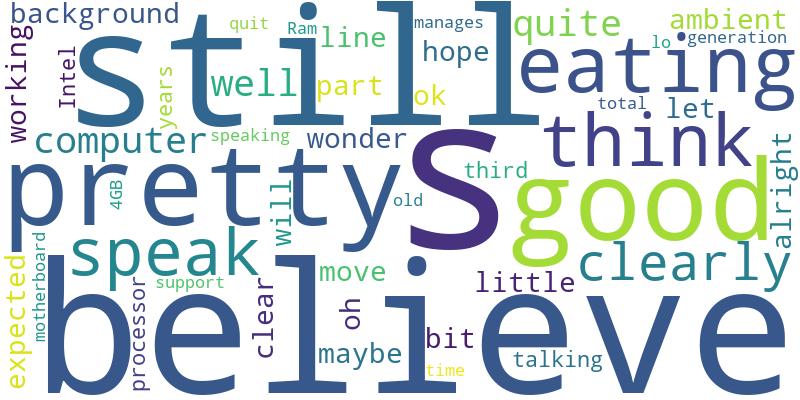 background
quit
manages
quite
ambient
Ram
line
generation
lo
still
working
Intel
years
well
part
ok
hope
eating
total
let
computer
speaking
wonder
s
think
alright
pretty
4GB
will
old
third
good
speak
clearly
motherboard
expected
processor
support
clear
move
oh
little
maybe
bit
talking
time
believe